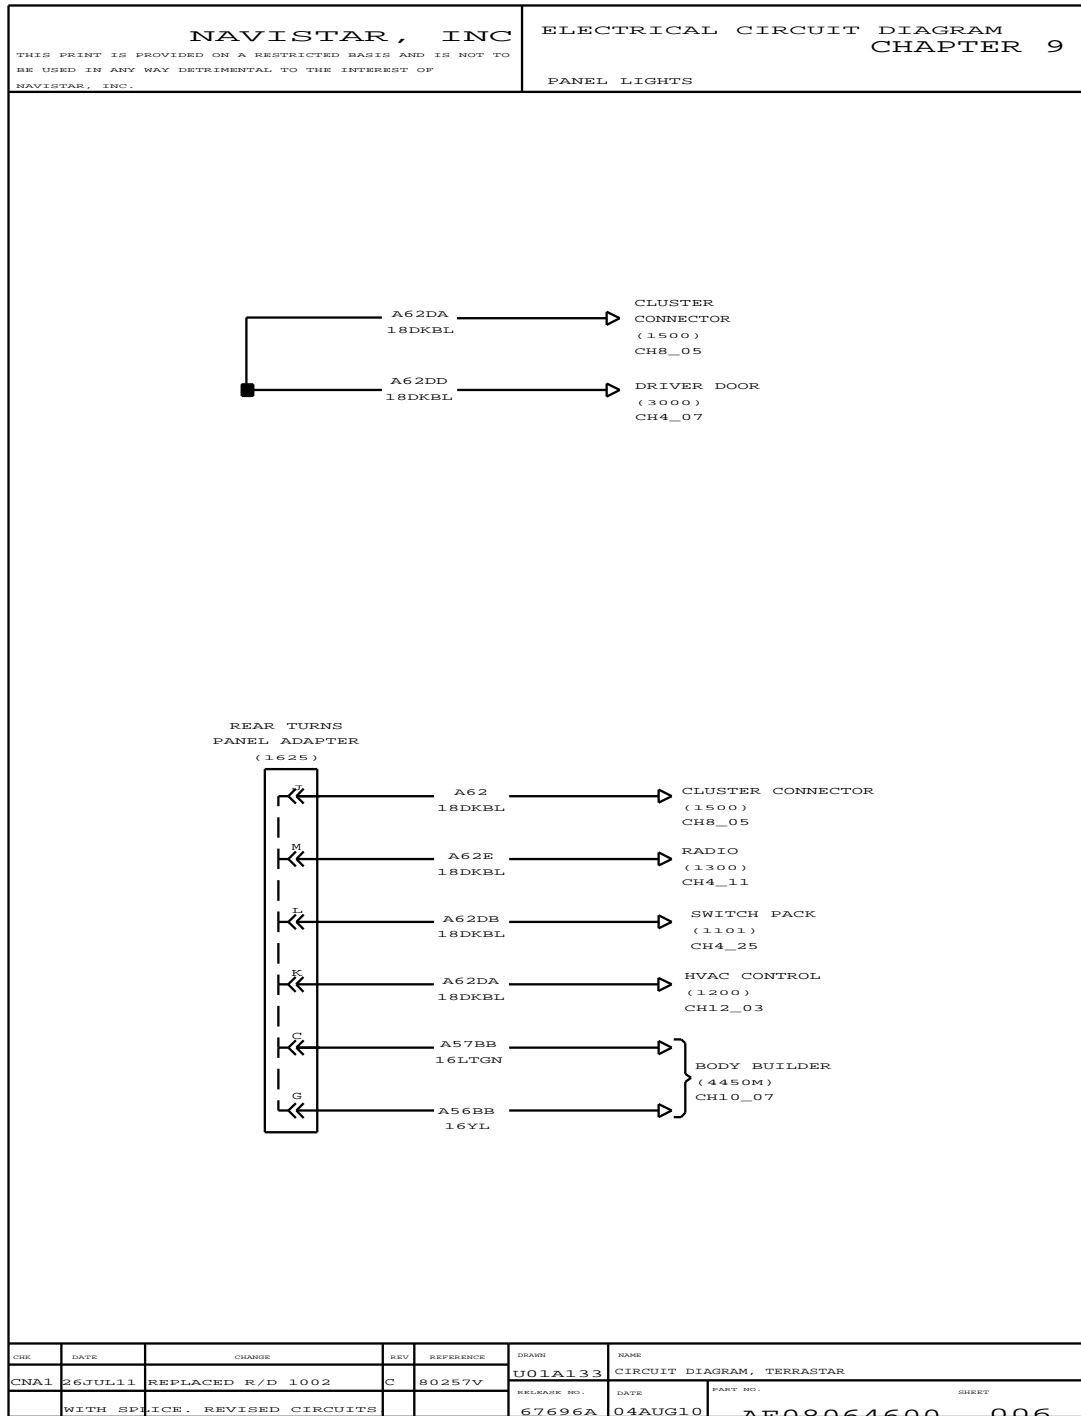 NAVISTAR, INC
THIS PRINT IS PROVIDED ON A RESTRICTED BASIS AND IS NOT TO
BE USED IN ANY WAY DETRIMENTAL TO THE INTEREST OF
NAVISTAR, INC.
ELECTRICAL CIRCUIT DIAGRAM
CHAPTER 9
PANEL LIGHTS
A62DA
18DKBL
CLUSTER
CONNECTOR
(1500)
CH8_05
A62DD
18DKBL
DRIVER DOOR
(3000)
CH4_07
REAR TURNS
PANEL ADAPTER
(1625)
J
A62
18DKBL
CLUSTER CONNECTOR
(1500)
CH8_05
M
A62E
18DKBL
RADIO
(1300)
CH4_11
L
A62DB
18DKBL
SWITCH PACK
(1101)
CH4_25
K
A62DA
18DKBL
HVAC CONTROL
(1200)
CH12_03
C
A57BB
16LTGN
G
A56BB
16YL
BODY BUILDER
(4450M)
CH10_07
CHK DATE CHANGE REV REFERENCE
CNA1 26JUL11 REPLACED R/D 1002 C 80257V
WITH SPLICE. REVISED CIRCUITS.
DRAWN
U01A133
NAME
CIRCUIT DIAGRAM, TERRASTAR
RELEASE NO.
67696A
DATE
04AUG10
PART NO.
SHEET
AE08064600 006